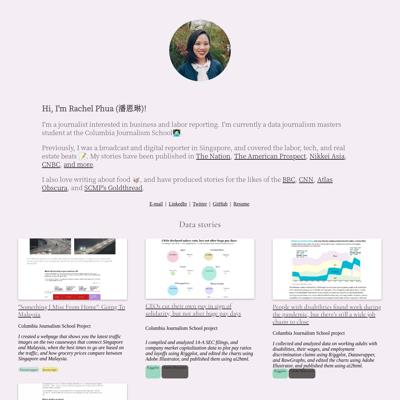 Hi, I'm Rachel Phua (潘恩琳)!
I'm a journalist interested in business and labor reporting. I'm currently a data journalism masters
student at the Columbia Journalism School
Previously, I was a broadcast and digital reporter in Singapore, and covered the labor, tech, and real
estate beats 📝. My stories have been published in The Nation, The American Prospect, Nikkei Asia,
CNBC, and more.
I also love writing about food 🥡, and have produced stories for the likes of the BBC, CNN, Atlas
Obscura, and SCMP's Goldthread.
E-mail | LinkedIn | Twitter | GitHub | Resume
Data stories
"Something I Miss From Home": Going To
Malaysia
Columbia Journalism School Project
I created a webpage that shows you the latest traffic
images on the two causeways that connect Singapore
and Malaysia, when the best times to go are based on
the traffic, and how grocery prices compare between
Singapore and Malaysia.
CEOs cut their own pay in sign of
solidarity, but not after huge pay days
Columbia Journalism School project
I compiled and analyzed 14-A SEC filings, and
company market capitalization data to plot pay ratios
and layoffs using Rggplot, and edited the charts using
Adobe Illustrator, and published them using ai2html.
People with disabilities found work during
the pandemic, but there's still a wide job
chasm to close
Columbia Journalism School project
I collected and analyzed data on working adults with
disabilities, their wages, and employment
discrimination claims using Rggplot, Datawrapper,
and RawGraphs, and edited the charts using Adobe
Illustrator, and published them using ai2html.